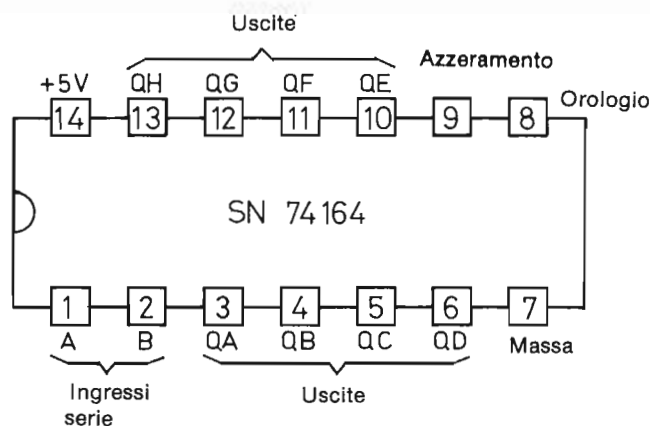 Uscite
+5V QH QG QF QE Azzeramento Orologio
14 13 12 11 10 9 8
SN 74164
1 2 3 4 5 6 7
A B QA QB QC QD Massa
Ingressi
serie
Uscite